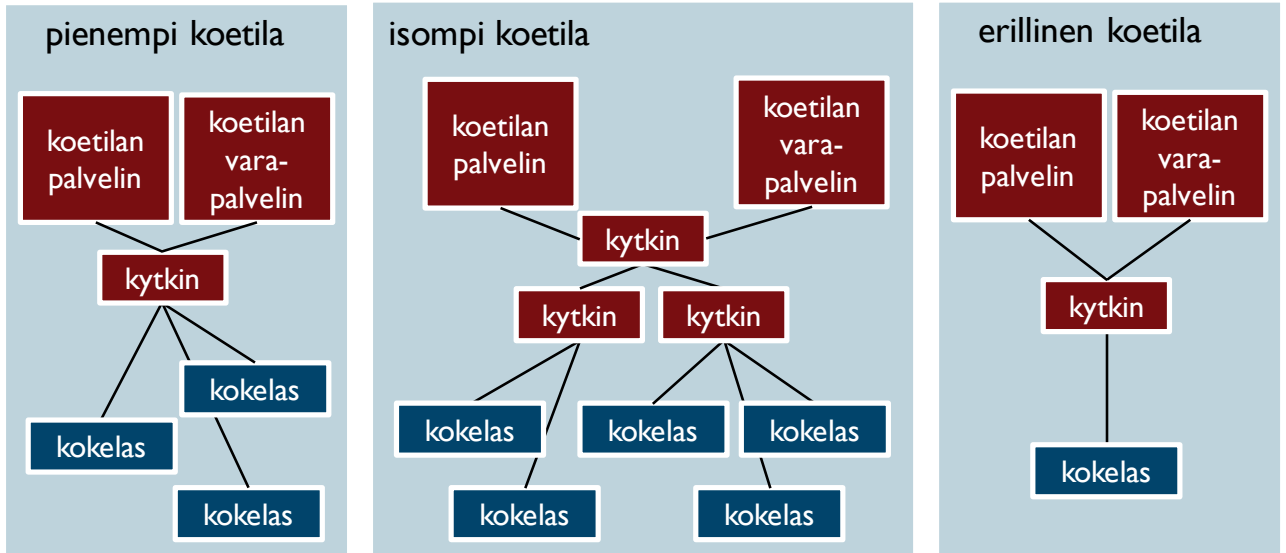 pienempi koetila
koetilan
palvelin
koetilan
vara-
palvelin
kytkin
kokelas
kokelas
kokelas
isompi koetila
koetilan
palvelin
koetilan
vara-
palvelin
kytkin
kytkin
kytkin
kokelas
kokelas
kokelas
kokelas
kokelas
erillinen koetila
koetilan
palvelin
koetilan
vara-
palvelin
kytkin
kokelas